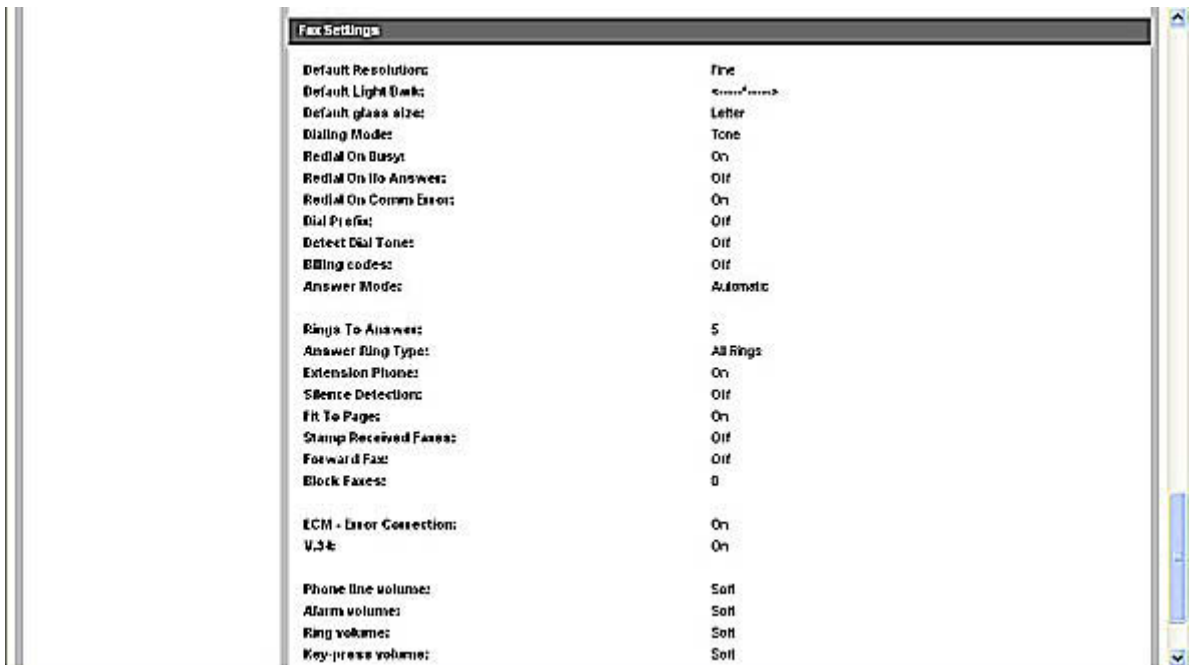 Fax Settings
Default Resolution: Fine
Default Light Dark: <-----*----->
Default glass size: Letter
Dialing Mode: Tone
Redial On Busy: On
Redial On No Answer: Off
Redial On Comm Error: On
Dial Prefix: Off
Detect Dial Tone: Off
Billing codes: Off
Answer Mode: Automatic
Rings To Answer: 5
Answer Ring Type: All Rings
Extension Phone: On
Silence Detection: Off
Fit To Page: On
Stamp Received Faxes: Off
Forward Fax: Off
Block Faxes: 0
ECM - Error Correction: On
V.34: On
Phone line volume: Soft
Alarm volume: Soft
Ring volume: Soft
Key-press volume: Soft